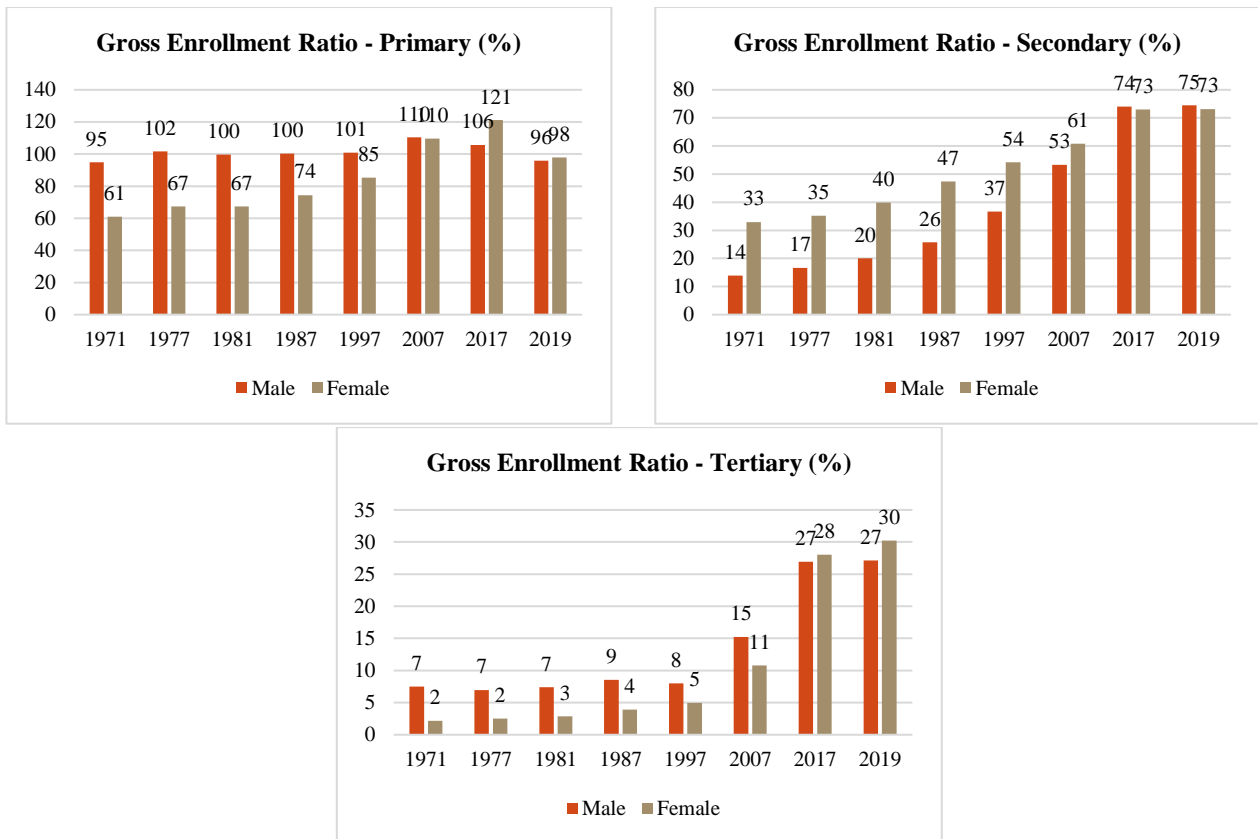 Gross Enrollment Ratio - Primary (%)
140
120
100
80
60
40
20
0
95 102 100 100 101 110 106 96
61 67 67 74 85 110 121 98
1971 1977 1981 1987 1997 2007 2017 2019
Male Female
Gross Enrollment Ratio - Secondary (%)
80
70
60
50
40
30
20
10
0
14 17 20 26 37 53 74 75
33 35 40 47 54 61 73 73
1971 1977 1981 1987 1997 2007 2017 2019
Male Female
Gross Enrollment Ratio - Tertiary (%)
35
30
25
20
15
10
5
0
7 7 7 9 8 15 27 27
2 2 3 4 5 11 28 30
1971 1977 1981 1987 1997 2007 2017 2019
Male Female